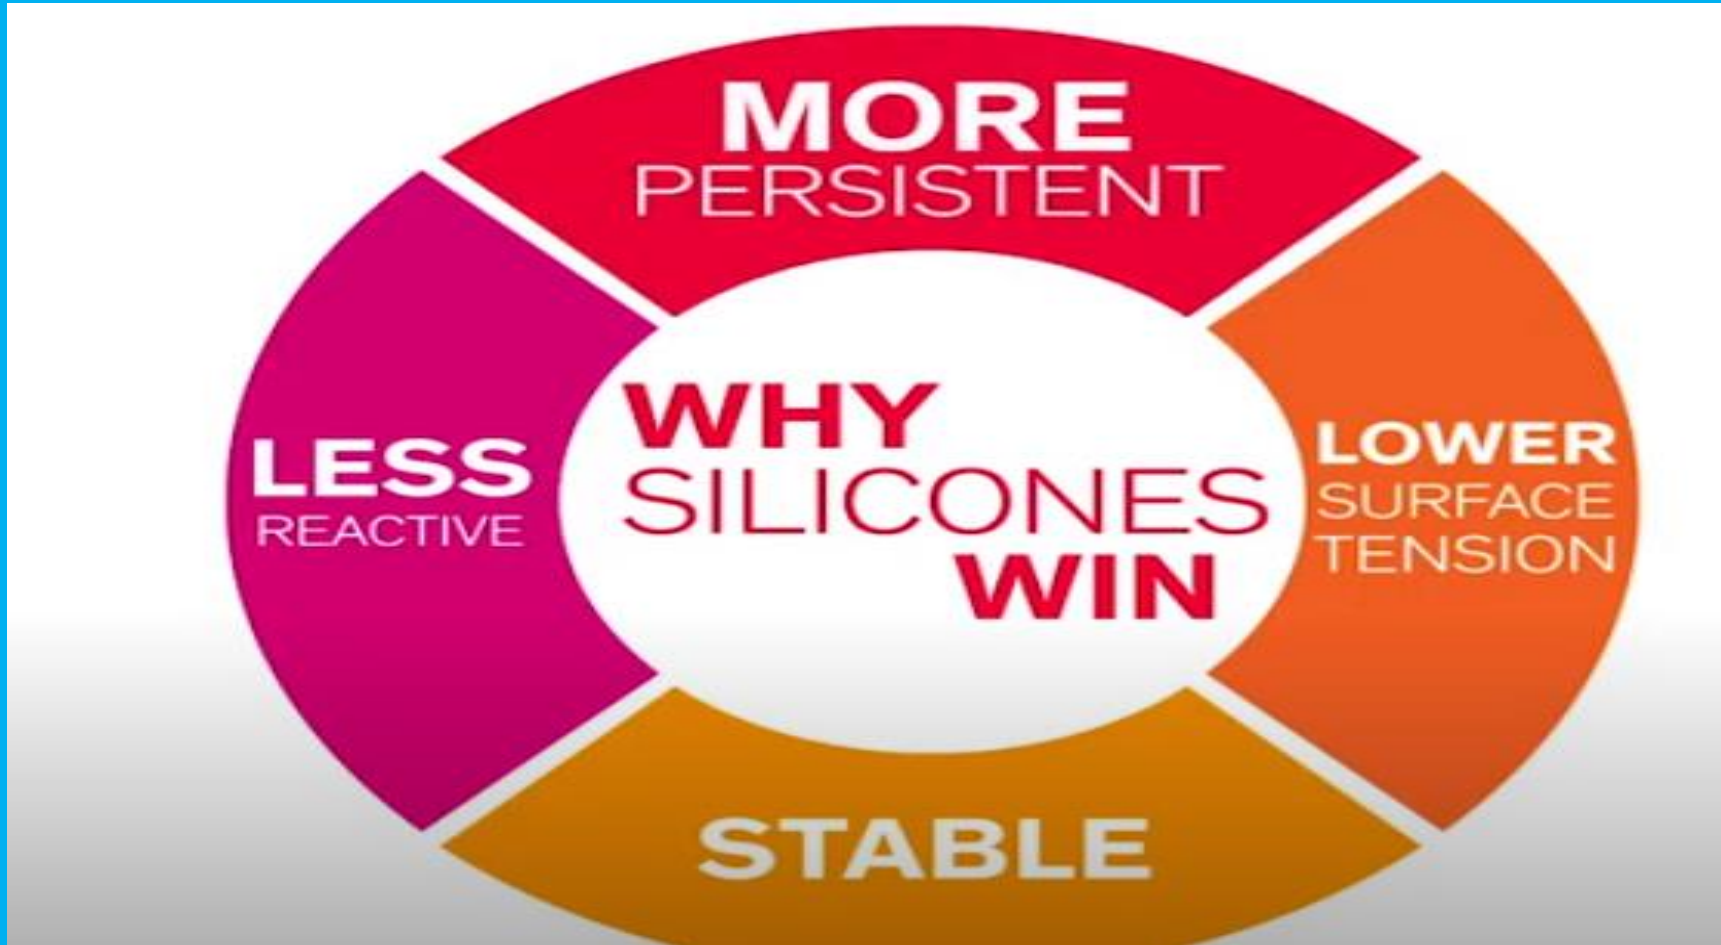 MORE
PERSISTENT
LESS
REACTIVE
WHY
SILICONES
WIN
LOWER
SURFACE
TENSION
STABLE